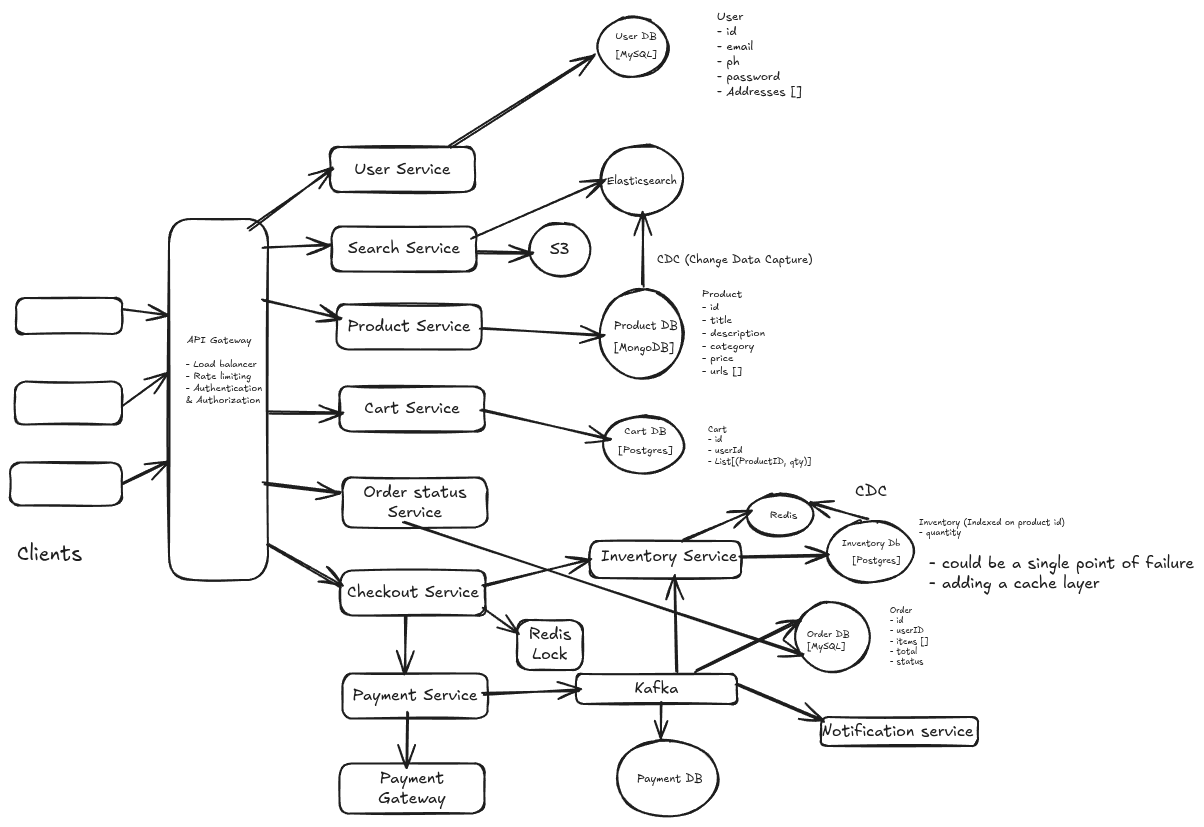 User DB
[MySQL]
User
- id
- email
- ph
- password
- Addresses []
User Service
Elasticsearch
Search Service
S3
CDC (Change Data Capture)
Product Service
Product DB
[MongoDB]
Product
- id
- title
- description
- category
- price
- urls []
API Gateway
- Load balancer
- Rate limiting
- Authentication
& Authorization
Cart Service
Cart DB
[Postgres]
Cart
- id
- userId
- List[(ProductID, qty)]
Order status
Service
Redis
CDC
Inventory (Indexed on product id)
- quantity
Clients
Inventory Service
Inventory Db
[Postgres]
- could be a single point of failure
- adding a cache layer
Checkout Service
Redis
Lock
Order DB
[MySQL]
Order
- id
- userID
- items []
- total
- status
Payment Service
Kafka
Notification service
Payment
Gateway
Payment DB